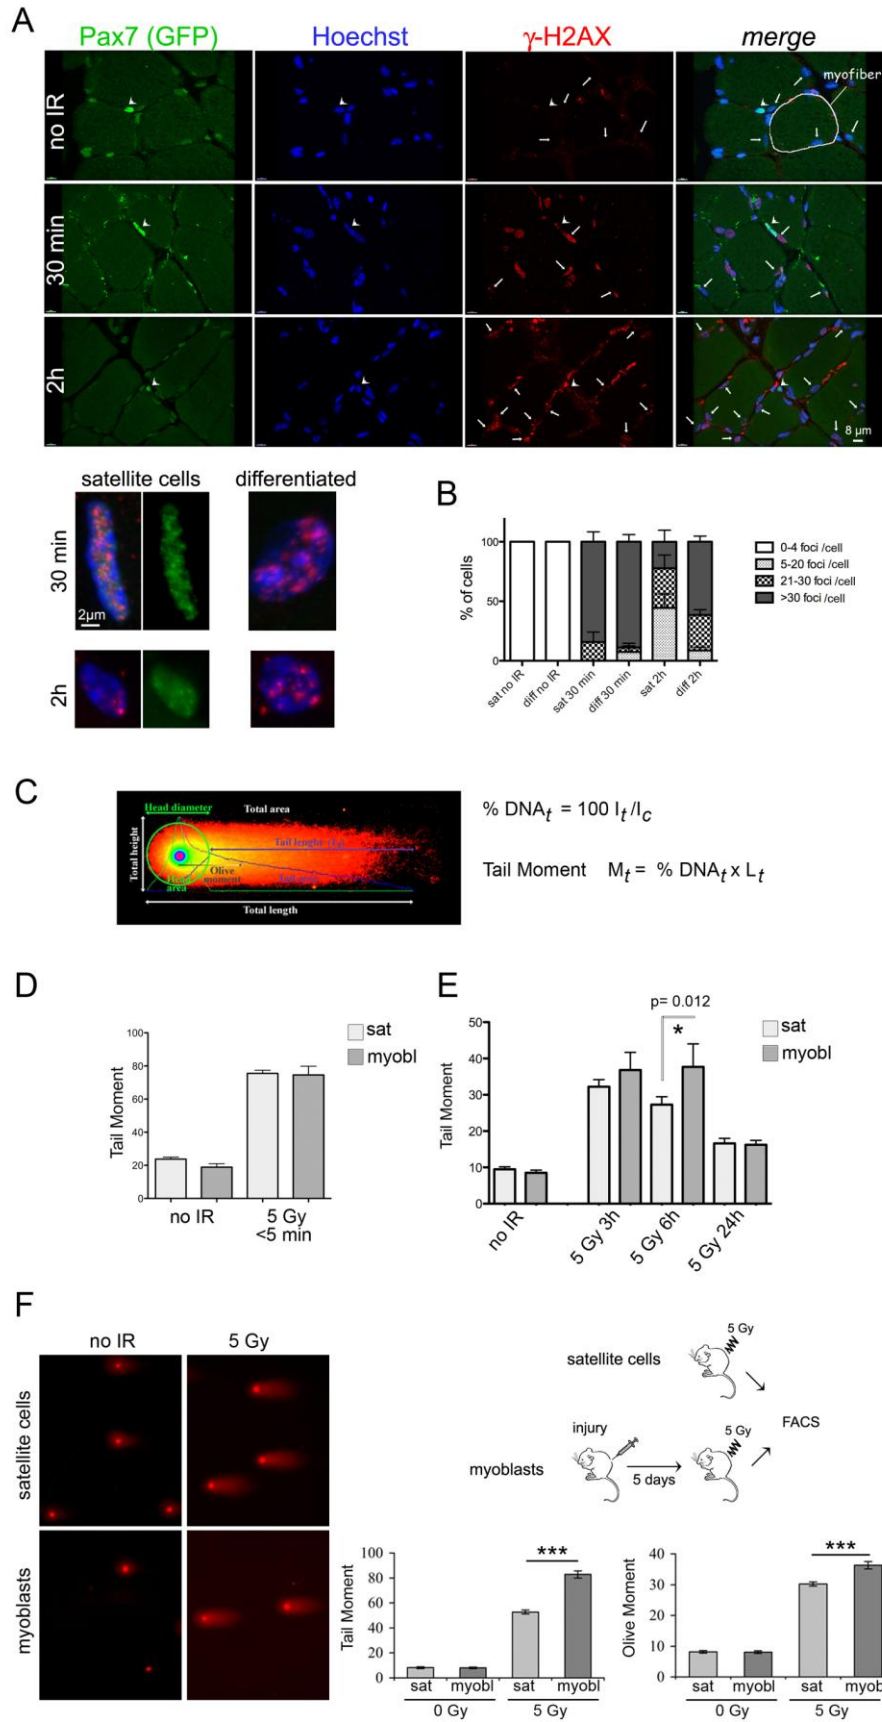 A
Pax7 (GFP) Hoechst γ-H2AX merge
no IR
myofiber
30 min
2h
8 µm
satellite cells differentiated
30 min
2µm
2h
B
% of cells
100
50
0
sat no IR
diff no IR
sat 30 min
diff 30 min
sat 2h
diff 2h
0-4 foci /cell
5-20 foci /cell
21-30 foci /cell
>30 foci /cell
C
Head diameter
Total area
Total height
Tail lenght
Olive
moment
Head
area
Total length
% DNAt = 100 It/Ic
Tail Moment Mt= % DNAt x Lt
D
Tail Moment
100
80
60
40
20
0
no IR
5 Gy
<5 min
sat
myobl
E
Tail Moment
50
40
30
20
10
0
p= 0.012
*
sat
myobl
no IR
5 Gy 3h
5 Gy 6h
5 Gy 24h
F
no IR 5 Gy
satellite cells
myoblasts
satellite cells
5 Gy
injury
5 Gy
FACS
myoblasts
5 days
Tail Moment
100
80
60
40
20
0
***
sat myobl sat myobl
0 Gy 5 Gy
Olive Moment
40
30
20
10
0
***
sat myobl sat myobl
0 Gy 5 Gy